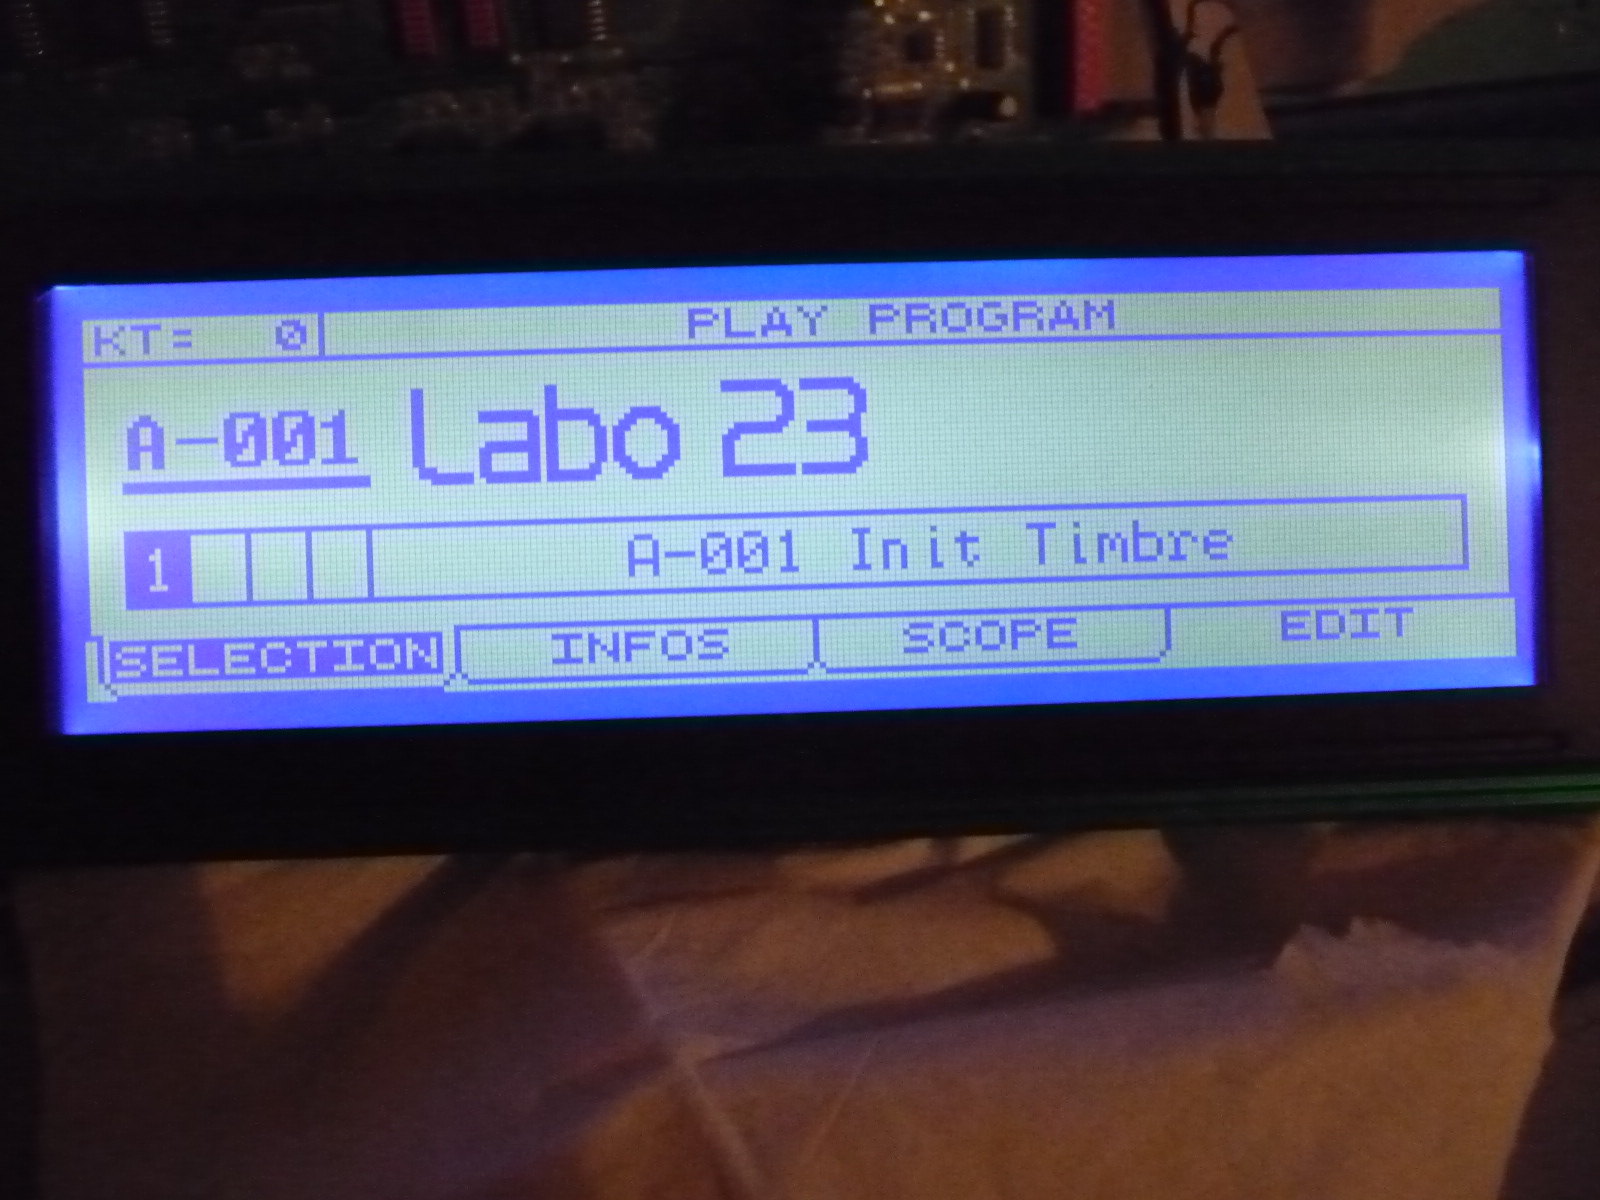 KT= 0 PLAY PROGRAM
A-001 Labo 23
1 A-001 Init Timbre
SELECTION INFOS SCOPE EDIT